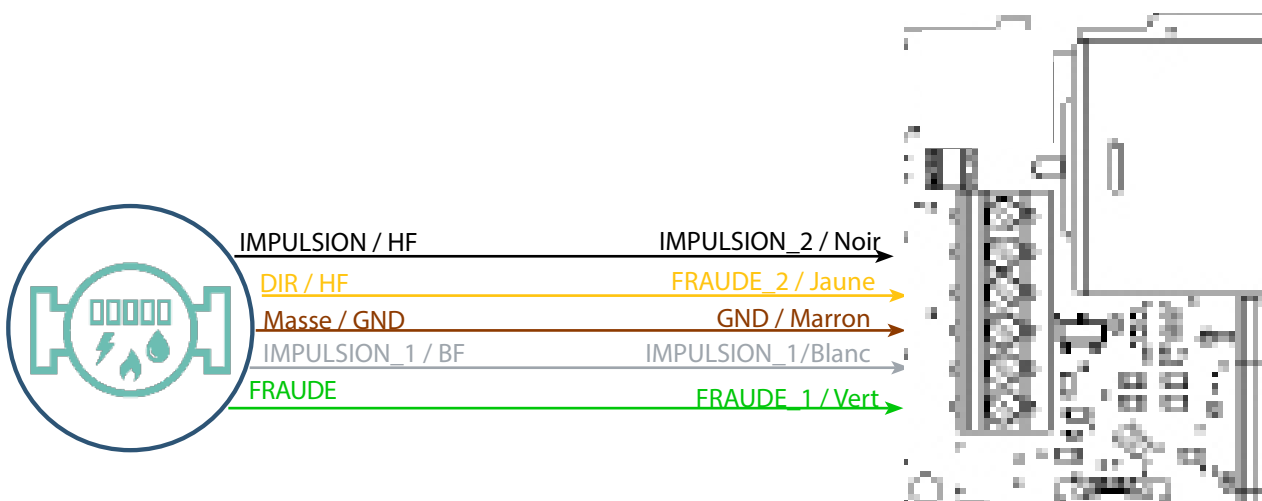 IMPULSION / HF IMPULSION_2 / Noir
DIR / HF FRAUDE_2 / Jaune
Masse / GND GND / Marron
IMPULSION_1 / BF IMPULSION_1/Blanc
FRAUDE FRAUDE_1 / Vert